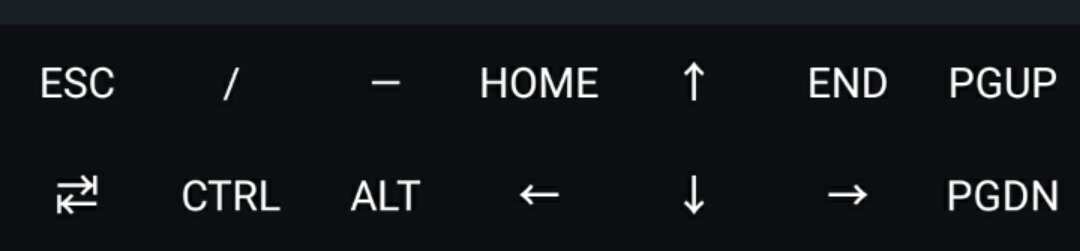 ESC / — HOME ↑ END PGUP
⇄ CTRL ALT ← ↓ → PGDN